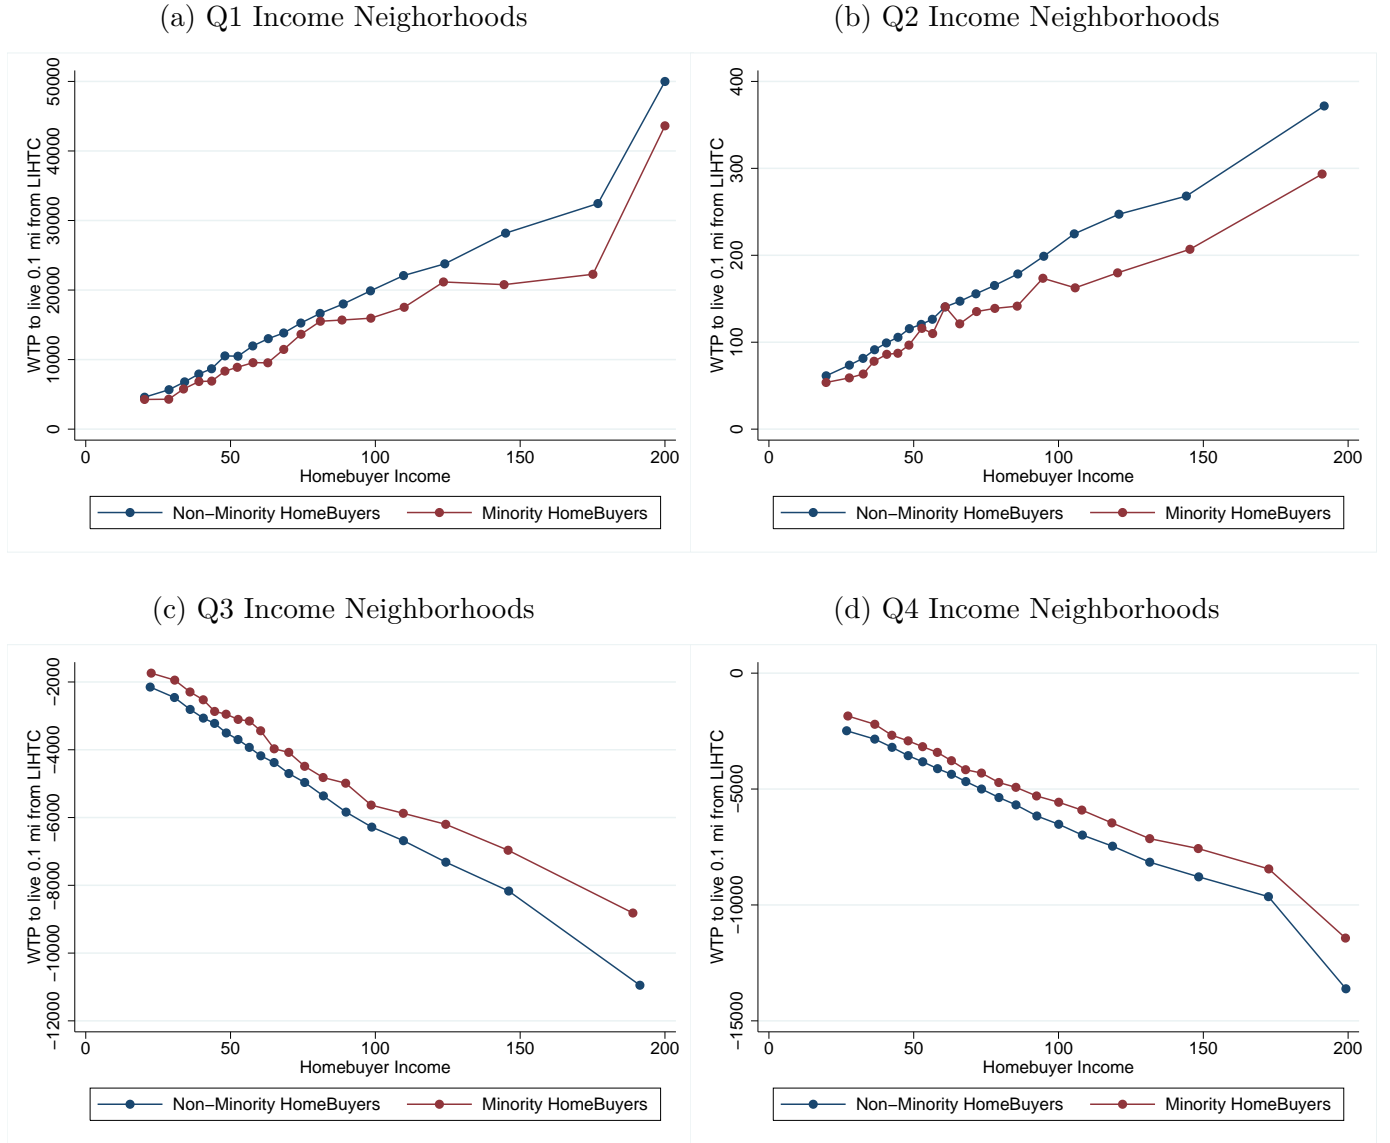 (a) Q1 Income Neighorhoods
(b) Q2 Income Neighborhoods
WTP to live 0.1 mi from LIHTC
50000
40000
30000
20000
10000
0
0 50 100 150 200
Homebuyer Income
Non−Minority HomeBuyers Minority HomeBuyers
WTP to live 0.1 mi from LIHTC
400
300
200
100
0
0 50 100 150 200
Homebuyer Income
Non−Minority HomeBuyers Minority HomeBuyers
(c) Q3 Income Neighborhoods
(d) Q4 Income Neighborhoods
WTP to live 0.1 mi from LIHTC
−2000
−4000
−6000
−8000
−10000
−12000
0 50 100 150 200
Homebuyer Income
Non−Minority HomeBuyers Minority HomeBuyers
WTP to live 0.1 mi from LIHTC
0
−5000
−10000
−15000
0 50 100 150 200
Homebuyer Income
Non−Minority HomeBuyers Minority HomeBuyers